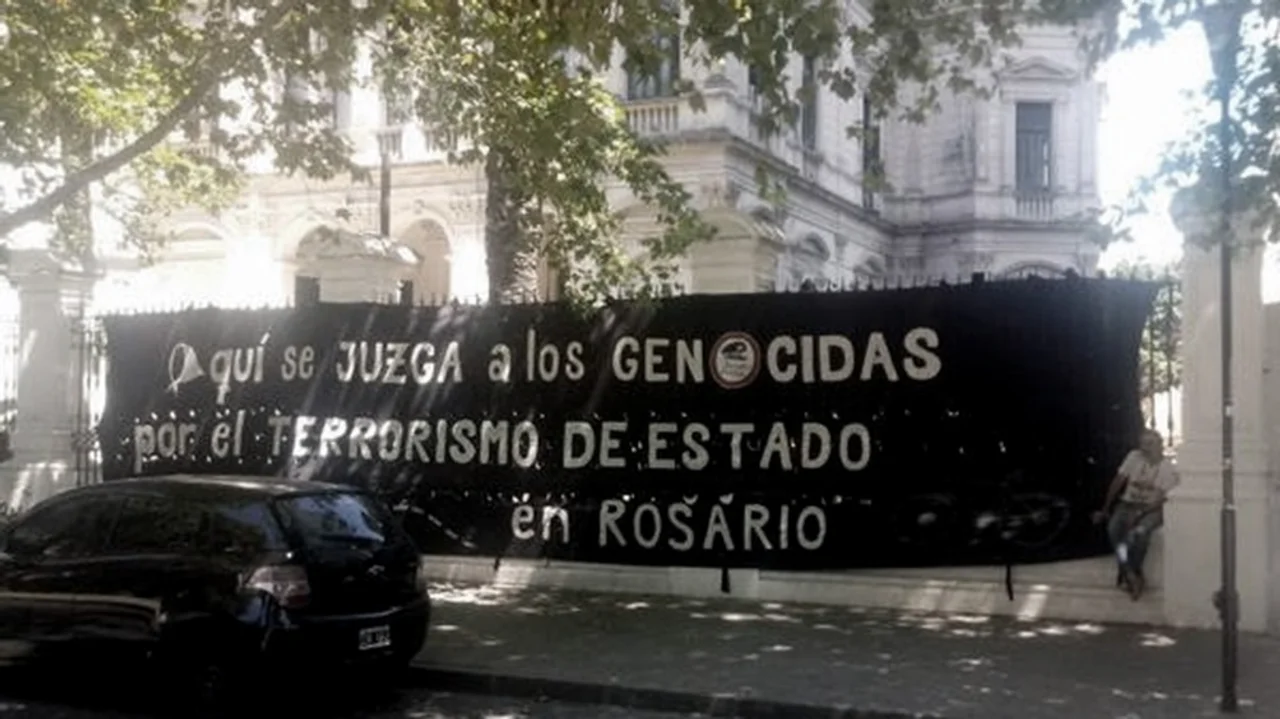 Aquí se JUZGA a los GENOCIDAS
por el TERRORISMO DE ESTADO
en ROSARIO